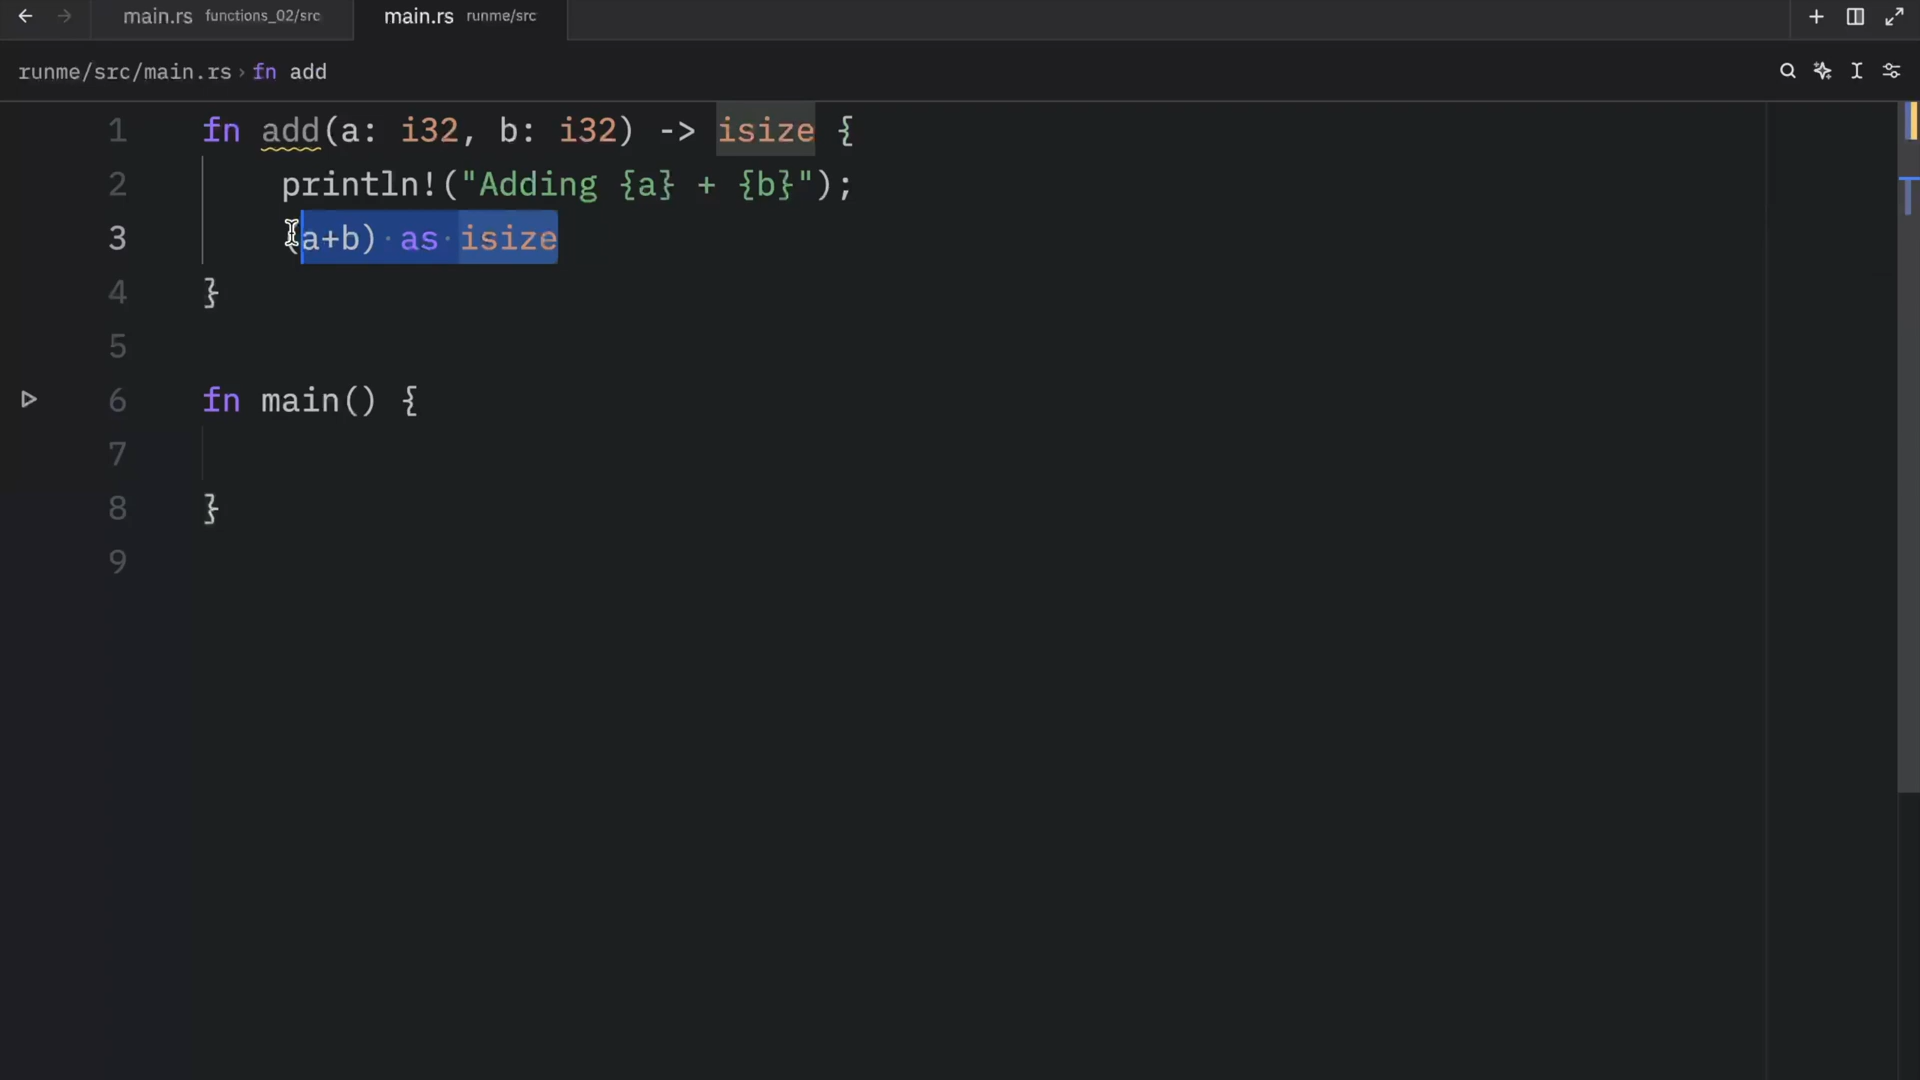 main.rs functions_02/src main.rs runme/src
runme/src/main.rs › fn add
1 fn add(a: i32, b: i32) -> isize {
2 println!("Adding {a} + {b}");
3 (a+b) as isize
4 }
5
6 fn main() {
7
8 }
9